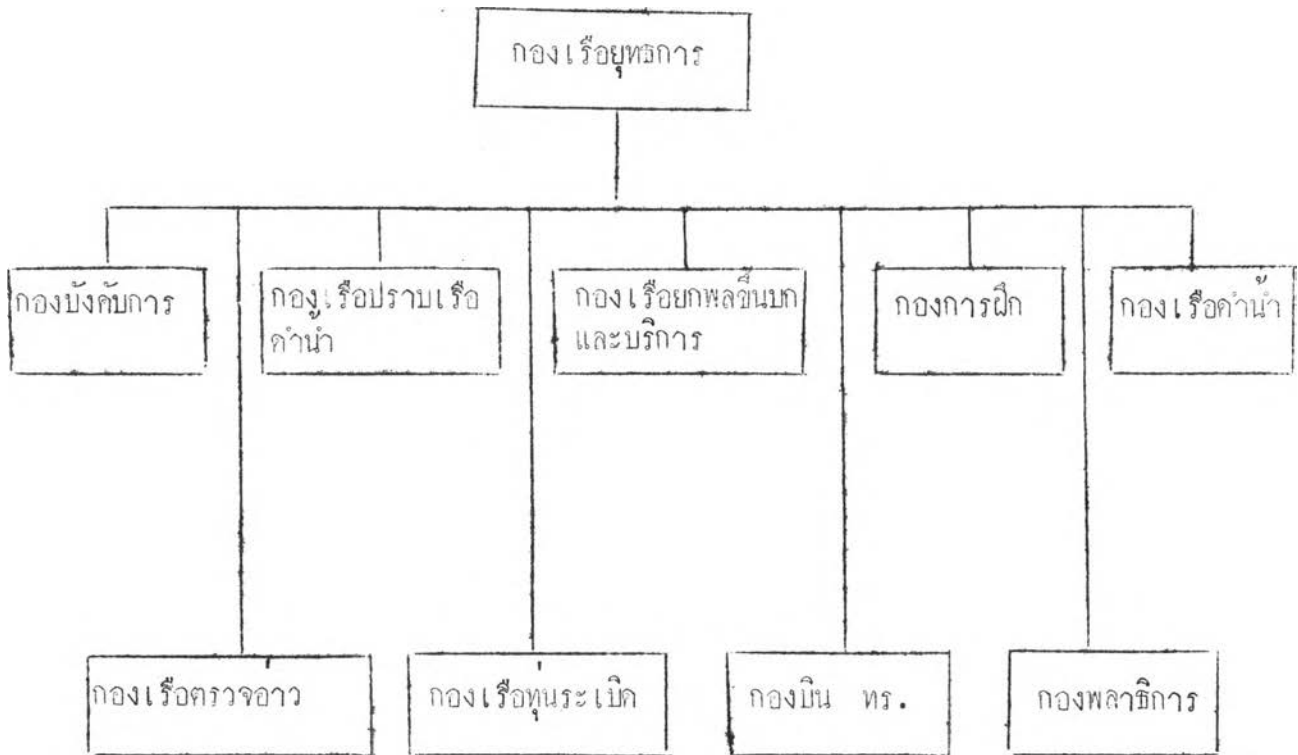 กองเรือยุทธการ
กองบังคับการ
กองเรือปราบเรือ
ดำน้ำ
กองเรือยกพลขึ้นบก
และบริการ
กองการฝึก
กองเรือดำน้ำ
กองเรือตรวจอ่าว
กองเรือทุ่นระเบิด
กองบิน ทร.
กองพลาธิการ